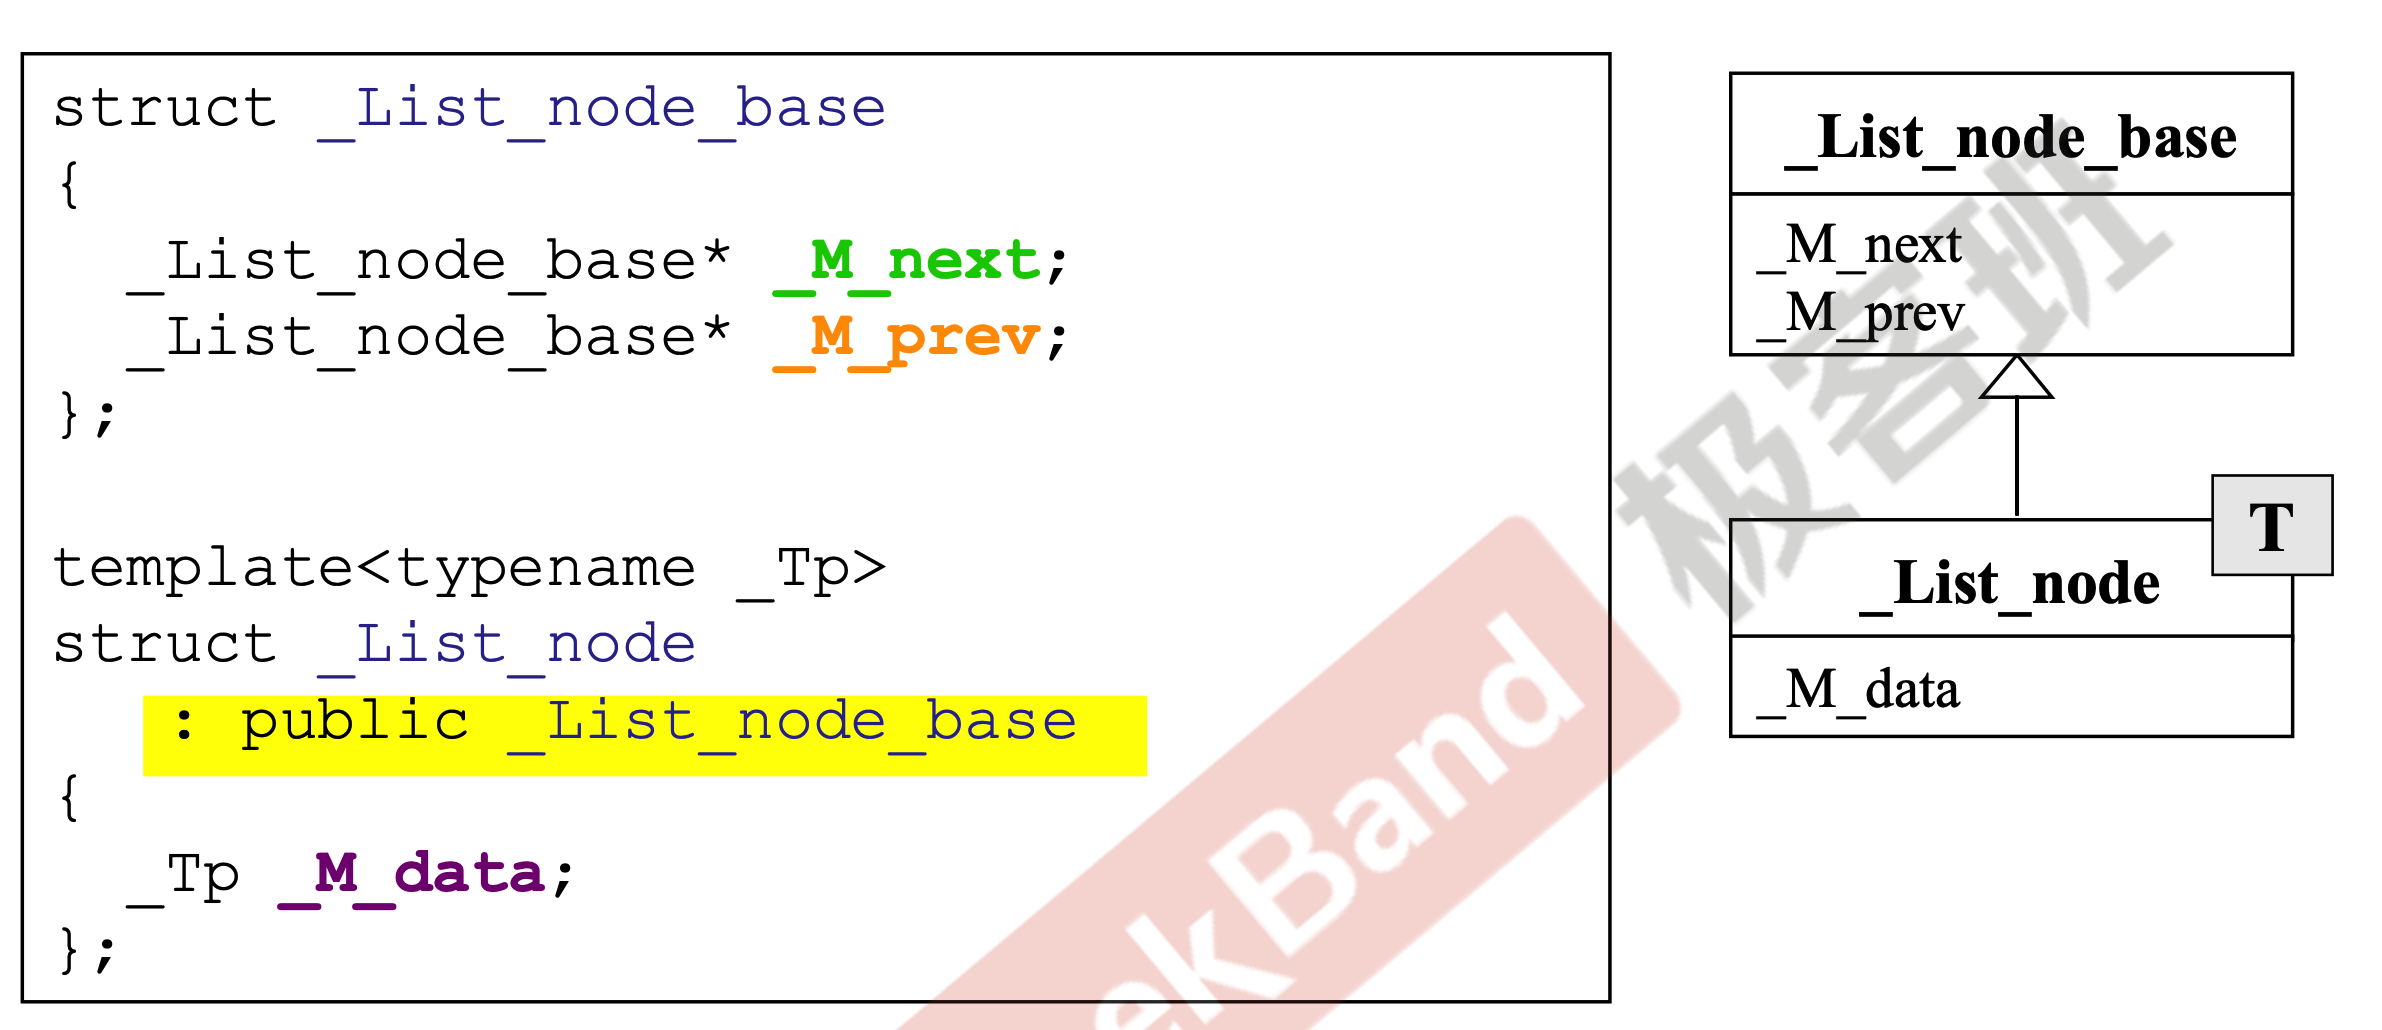 struct _List_node_base
{
_List_node_base* _M_next;
_List_node_base* _M_prev;
};
template<typename _Tp>
struct _List_node
: public _List_node_base
{
_Tp _M_data;
};
_List_node_base
_M_next
_M_prev
T
_List_node
_M_data
ekBand 极客班